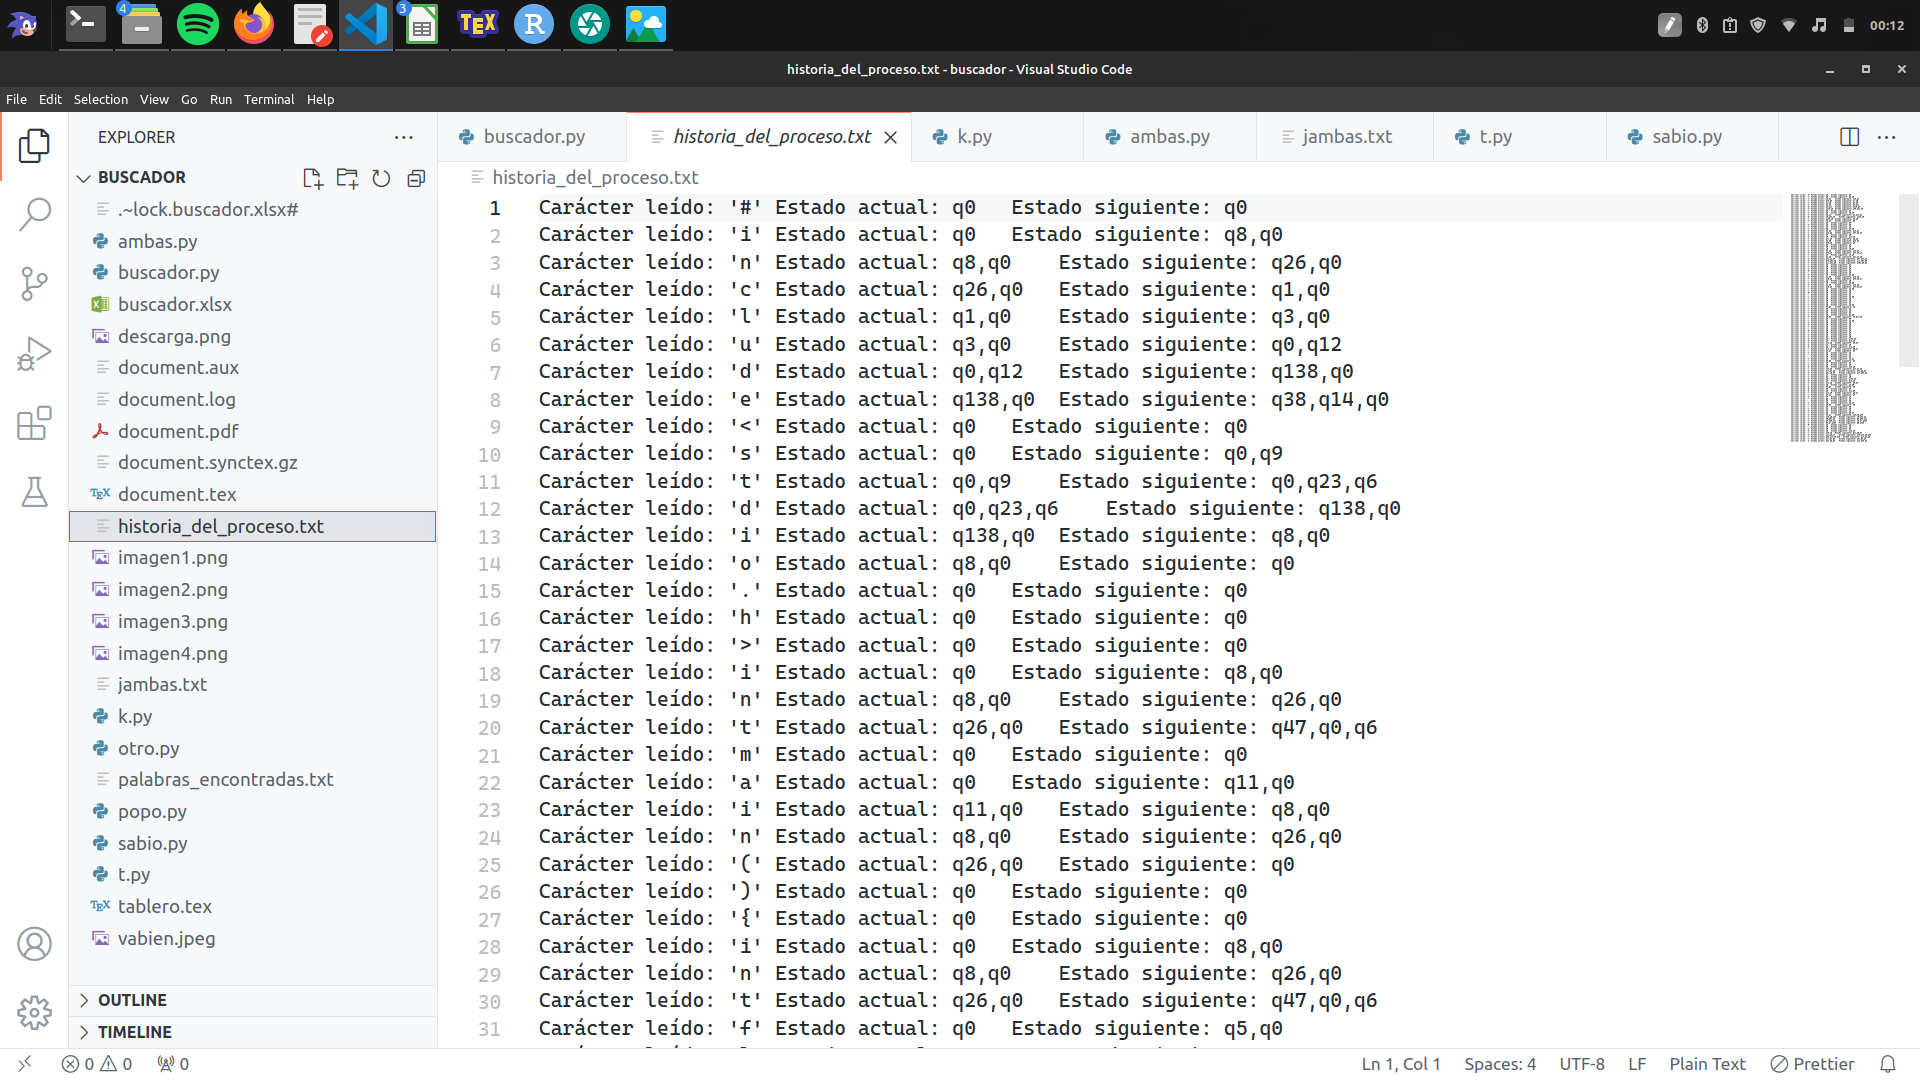 4
3
TEX
R
00:12
historia_del_proceso.txt - buscador - Visual Studio Code
File Edit Selection View Go Run Terminal Help
EXPLORER
BUSCADOR
.~lock.buscador.xlsx#
ambas.py
buscador.py
buscador.xlsx
descarga.png
document.aux
document.log
document.pdf
document.synctex.gz
document.tex
historia_del_proceso.txt
imagen1.png
imagen2.png
imagen3.png
imagen4.png
jambas.txt
k.py
otro.py
palabras_encontradas.txt
popo.py
sabio.py
t.py
tablero.tex
vabien.jpeg
OUTLINE
TIMELINE
buscador.py historia_del_proceso.txt k.py ambas.py jambas.txt t.py sabio.py
historia_del_proceso.txt
1 Carácter leído: '#' Estado actual: q0 Estado siguiente: q0
2 Carácter leído: 'i' Estado actual: q0 Estado siguiente: q8,q0
3 Carácter leído: 'n' Estado actual: q8,q0 Estado siguiente: q26,q0
4 Carácter leído: 'c' Estado actual: q26,q0 Estado siguiente: q1,q0
5 Carácter leído: 'l' Estado actual: q1,q0 Estado siguiente: q3,q0
6 Carácter leído: 'u' Estado actual: q3,q0 Estado siguiente: q0,q12
7 Carácter leído: 'd' Estado actual: q0,q12 Estado siguiente: q138,q0
8 Carácter leído: 'e' Estado actual: q138,q0 Estado siguiente: q38,q14,q0
9 Carácter leído: '<' Estado actual: q0 Estado siguiente: q0
10 Carácter leído: 's' Estado actual: q0 Estado siguiente: q0,q9
11 Carácter leído: 't' Estado actual: q0,q9 Estado siguiente: q0,q23,q6
12 Carácter leído: 'd' Estado actual: q0,q23,q6 Estado siguiente: q138,q0
13 Carácter leído: 'i' Estado actual: q138,q0 Estado siguiente: q8,q0
14 Carácter leído: 'o' Estado actual: q8,q0 Estado siguiente: q0
15 Carácter leído: '.' Estado actual: q0 Estado siguiente: q0
16 Carácter leído: 'h' Estado actual: q0 Estado siguiente: q0
17 Carácter leído: '>' Estado actual: q0 Estado siguiente: q0
18 Carácter leído: 'i' Estado actual: q0 Estado siguiente: q8,q0
19 Carácter leído: 'n' Estado actual: q8,q0 Estado siguiente: q26,q0
20 Carácter leído: 't' Estado actual: q26,q0 Estado siguiente: q47,q0,q6
21 Carácter leído: 'm' Estado actual: q0 Estado siguiente: q0
22 Carácter leído: 'a' Estado actual: q0 Estado siguiente: q11,q0
23 Carácter leído: 'i' Estado actual: q11,q0 Estado siguiente: q8,q0
24 Carácter leído: 'n' Estado actual: q8,q0 Estado siguiente: q26,q0
25 Carácter leído: '(' Estado actual: q26,q0 Estado siguiente: q0
26 Carácter leído: ')' Estado actual: q0 Estado siguiente: q0
27 Carácter leído: '{' Estado actual: q0 Estado siguiente: q0
28 Carácter leído: 'i' Estado actual: q0 Estado siguiente: q8,q0
29 Carácter leído: 'n' Estado actual: q8,q0 Estado siguiente: q26,q0
30 Carácter leído: 't' Estado actual: q26,q0 Estado siguiente: q47,q0,q6
31 Carácter leído: 'f' Estado actual: q0 Estado siguiente: q5,q0
0 0 0 Ln 1, Col 1 Spaces: 4 UTF-8 LF Plain Text Prettier